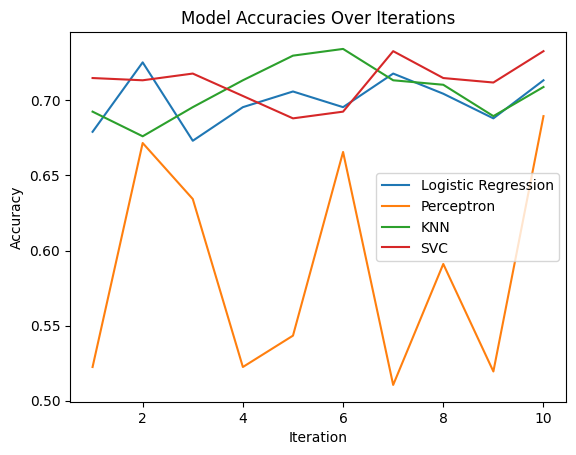 Model Accuracies Over Iterations
Accuracy
0.70
0.65
0.60
0.55
0.50
Logistic Regression
Perceptron
KNN
SVC
2 4 6 8 10
Iteration